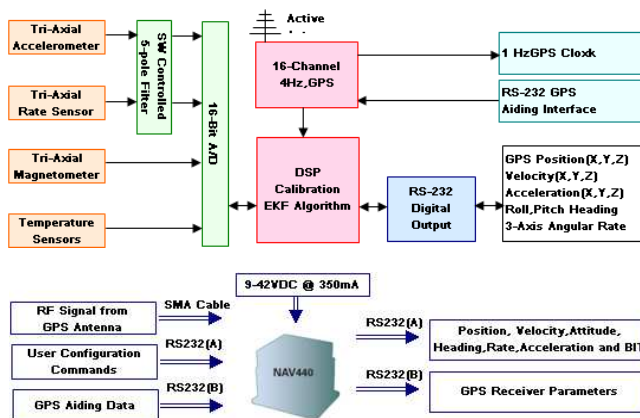 Tri-Axial
Accelerometer
Tri-Axial
Rate Sensor
Tri-Axial
Magnetometer
Temperature
Sensors
SW Controlled
5-pole Filter
16-Bit A/D
Active
. .
16-Channel
4Hz,GPS
DSP
Calibration
EKF Algorithm
1 HzGPS Cloxk
RS-232 GPS
Aiding Interface
RS-232
Digital
Output
GPS Position(X,Y,Z)
Velocity(X,Y,Z)
Acceleration(X,Y,Z)
Roll,Pitch Heading
3-Axis Angular Rate
9-42VDC @ 350mA
RF Signal from
GPS Antenna
SMA Cable
User Configuration
Commands
RS232(A)
GPS Aiding Data
RS232(B)
NAV440
RS232(A)
Position, Velocity,Attitude,
Heading,Rate,Acceleration and BIT
RS232(B)
GPS Receiver Parameters